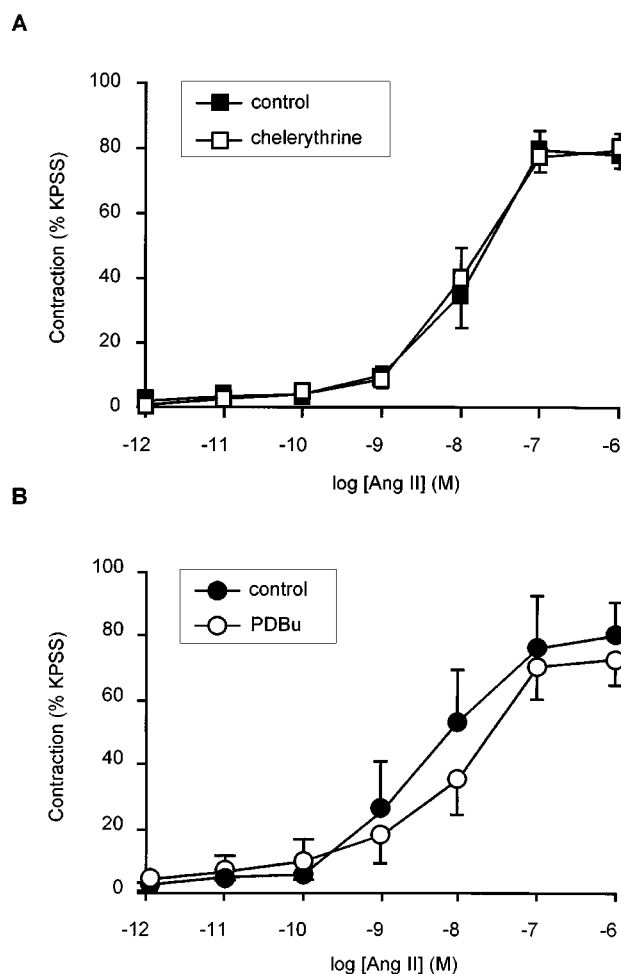 A
Contraction (% KPSS)
100
80
60
40
20
0
control
chelerythrine
-12 -11 -10 -9 -8 -7 -6
log [Ang II] (M)
B
Contraction (% KPSS)
100
80
60
40
20
0
control
PDBu
-12 -11 -10 -9 -8 -7 -6
log [Ang II] (M)